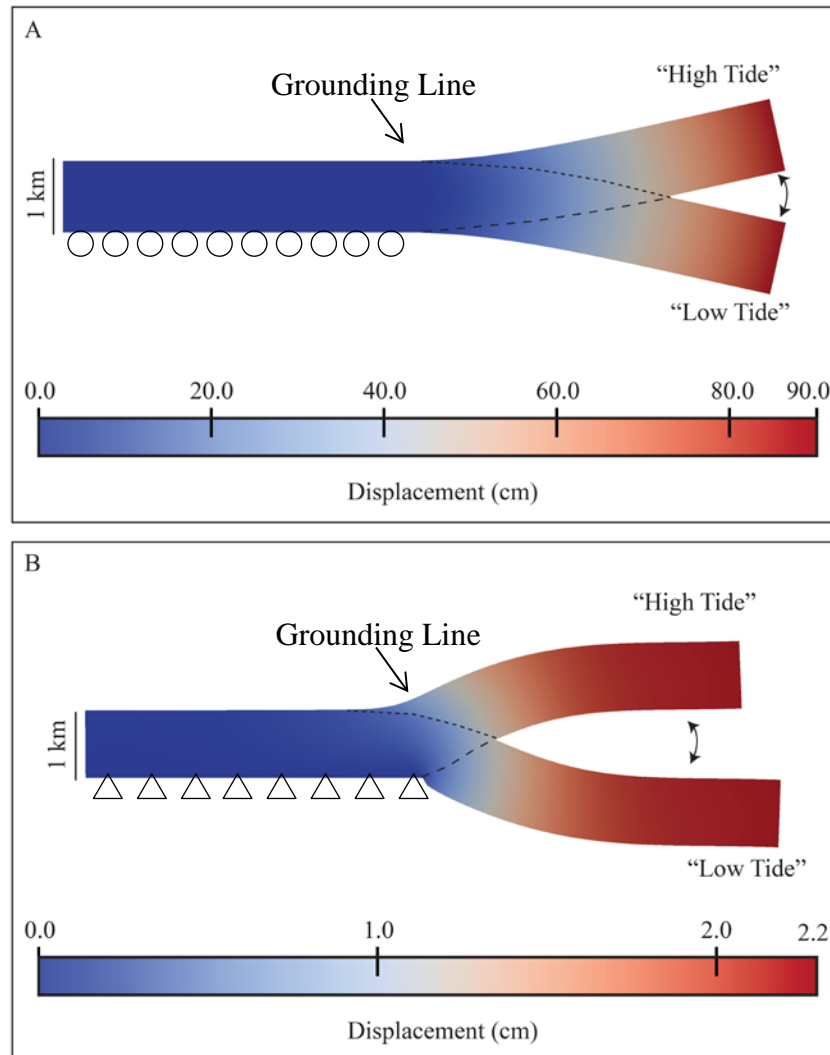 A
"High Tide"
Grounding Line
1 km
"Low Tide"
0.0 20.0 40.0 60.0 80.0 90.0
Displacement (cm)
B
"High Tide"
Grounding Line
1 km
"Low Tide"
0.0 1.0 2.0 2.2
Displacement (cm)